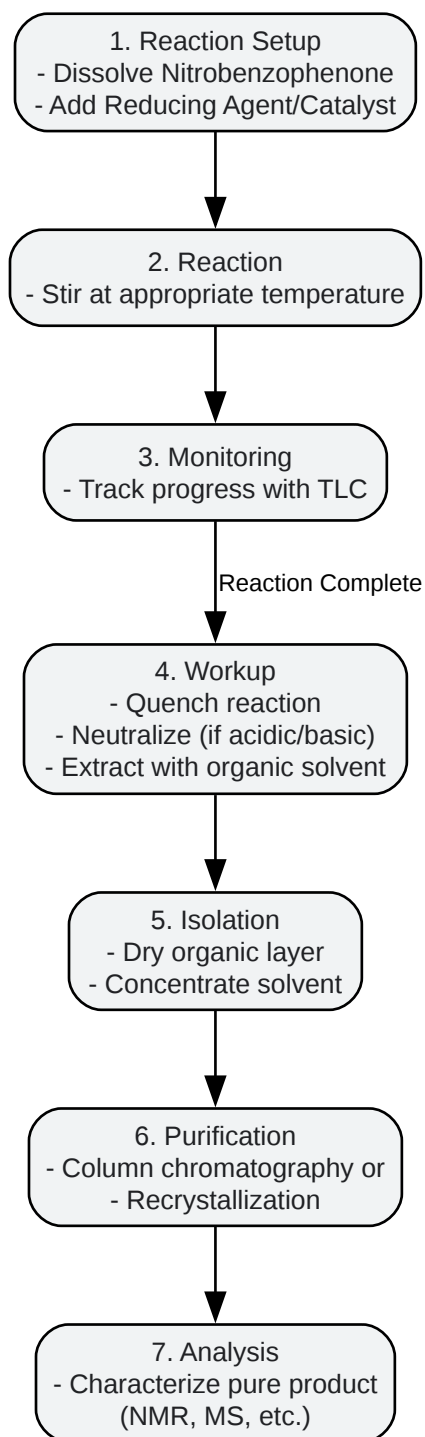 1. Reaction Setup
- Dissolve Nitrobenzophenone
- Add Reducing Agent/Catalyst
2. Reaction
- Stir at appropriate temperature
3. Monitoring
- Track progress with TLC
Reaction Complete
4. Workup
- Quench reaction
- Neutralize (if acidic/basic)
- Extract with organic solvent
5. Isolation
- Dry organic layer
- Concentrate solvent
6. Purification
- Column chromatography or
- Recrystallization
7. Analysis
- Characterize pure product
(NMR, MS, etc.)